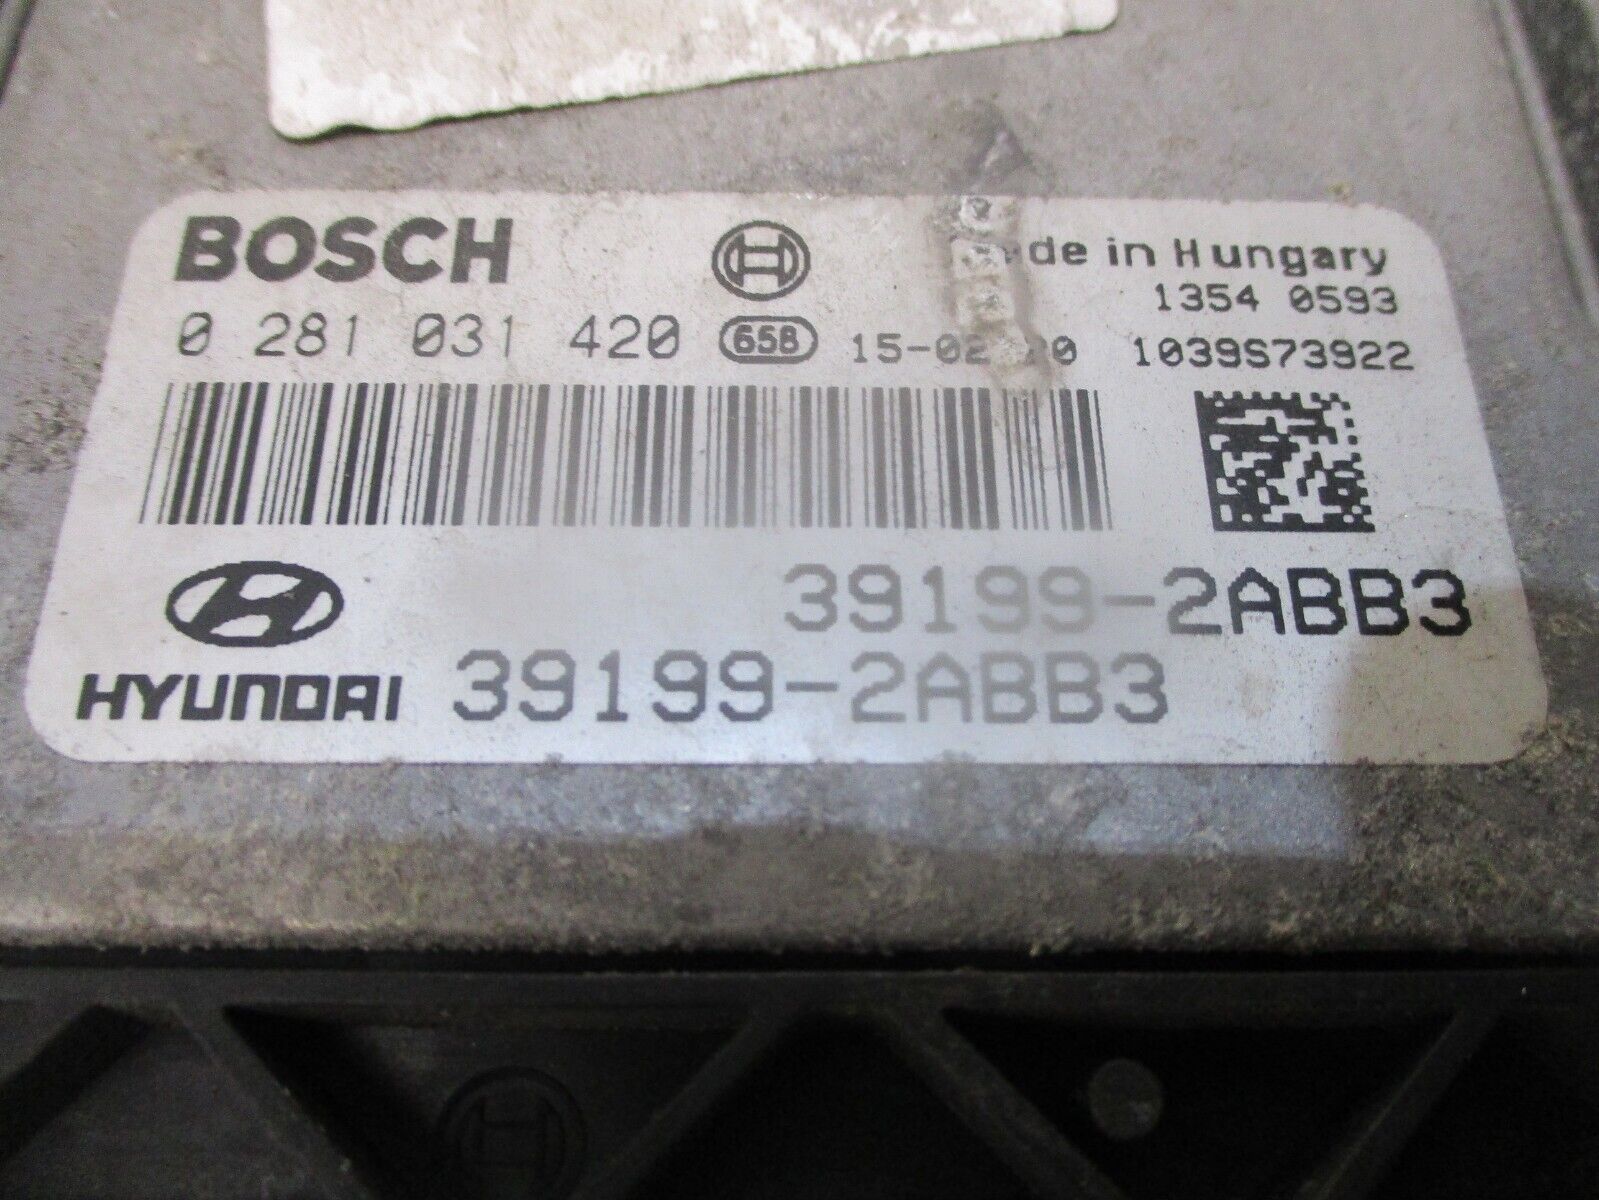 BOSCH
de in Hungary
1354 0593
0 281 031 420 658 1039S73922
39199-2ABB3
HYUNDAI 39199-2ABB3